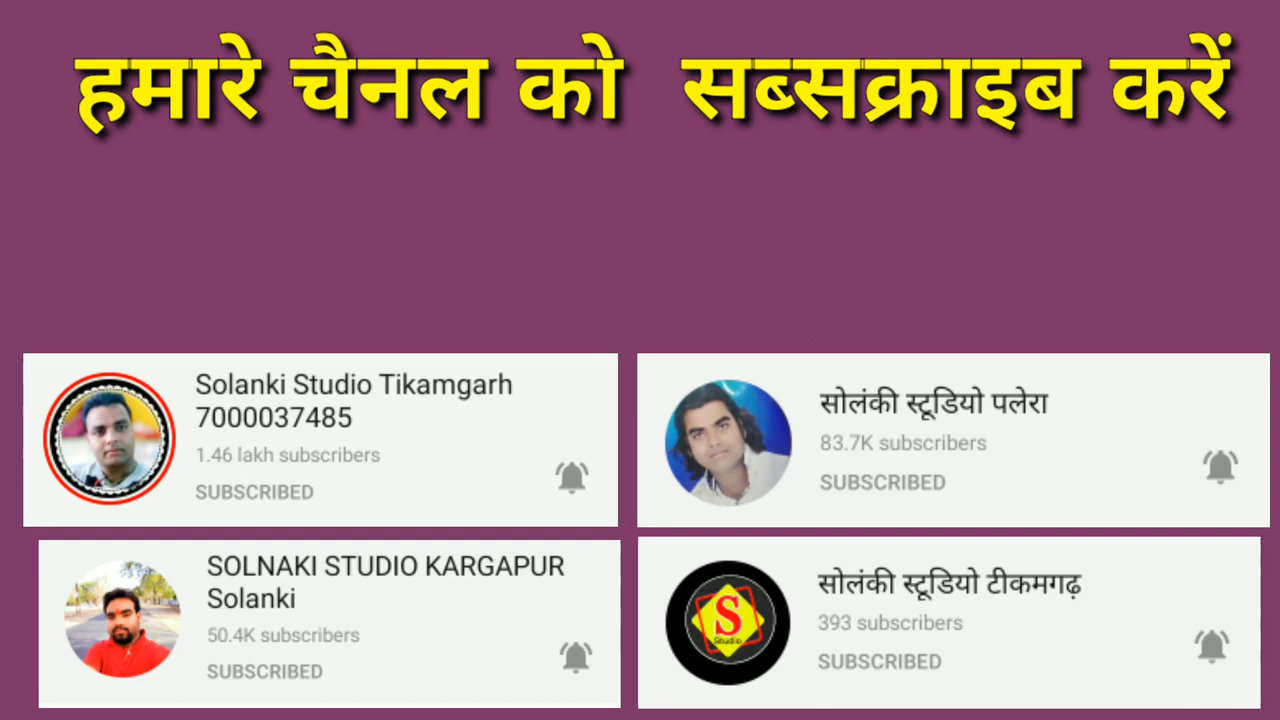 हमारे चैनल को सब्सक्राइब करें
Solanki Studio Tikamgarh
7000037485
1.46 lakh subscribers
SUBSCRIBED
सोलंकी स्टूडियो पलेरा
83.7K subscribers
SUBSCRIBED
SOLNAKI STUDIO KARGAPUR
Solanki
50.4K subscribers
SUBSCRIBED
S
Studio
सोलंकी स्टूडियो टीकमगढ़
393 subscribers
SUBSCRIBED